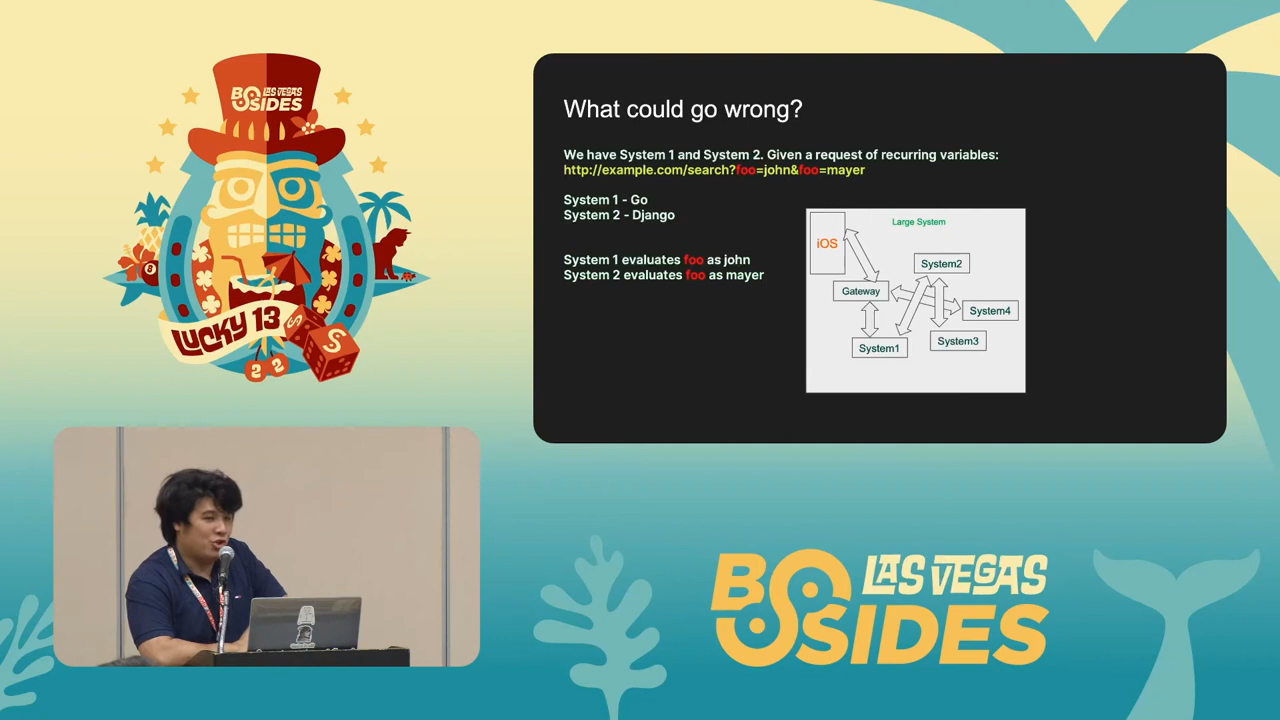 BSIDES LAS VEGAS
LUCKY 13
S
S
8
22
What could go wrong?
We have System 1 and System 2. Given a request of recurring variables:
http://example.com/search?foo=john&foo=mayer
System 1 - Go
System 2 - Django
System 1 evaluates foo as john
System 2 evaluates foo as mayer
Large System
iOS
System2
Gateway
System4
System3
System1
BSIDES LAS VEGAS